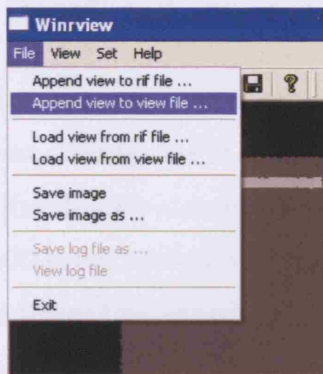 Winrview
File View Set Help
Append view to rif file ...
Append view to view file ...
Load view from rif file ...
Load view from view file ...
Save image
Save image as ...
Save log file as ...
View log file
Exit